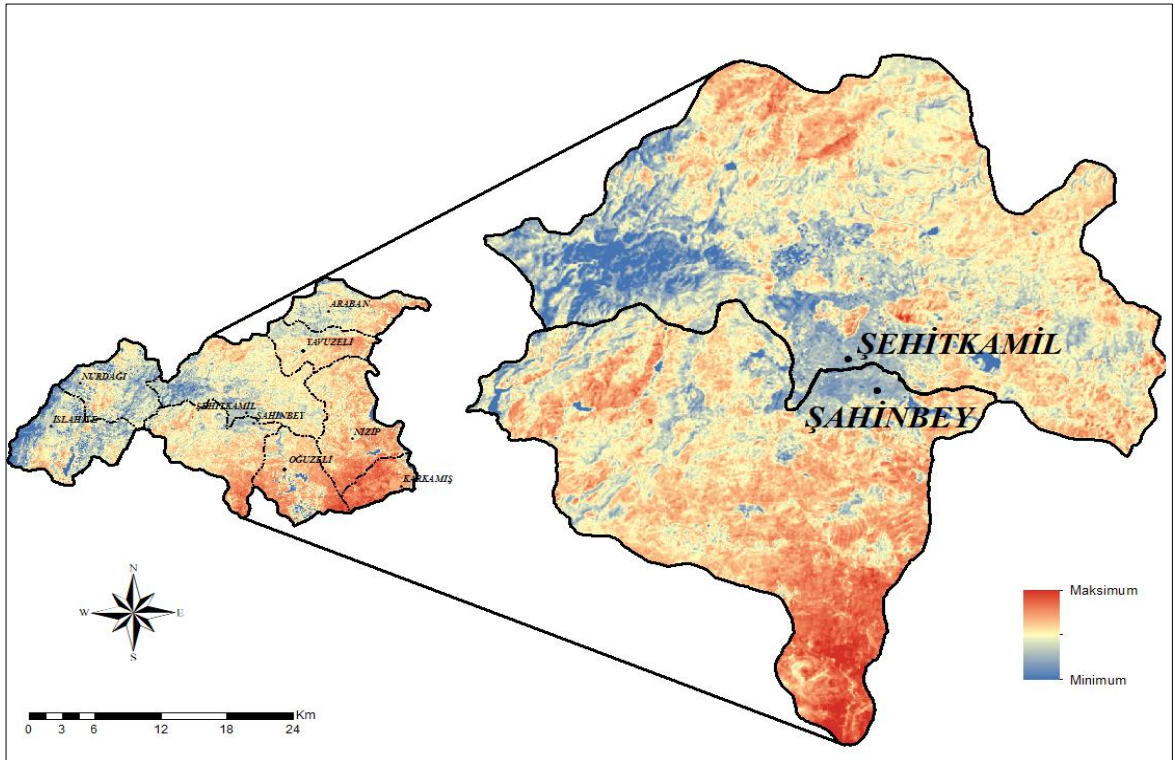 ARABAN
YAVUZELİ
NURDAĞI
İSLAHİYE
ŞEHİTKAMİL
ŞAHİNBEY
NİZİP
OĞUZELİ
KARKAMIŞ
ŞEHİTKAMİL
ŞAHİNBEY
N
W
E
S
Maksimum
Minimum
Km
0 3 6 12 18 24